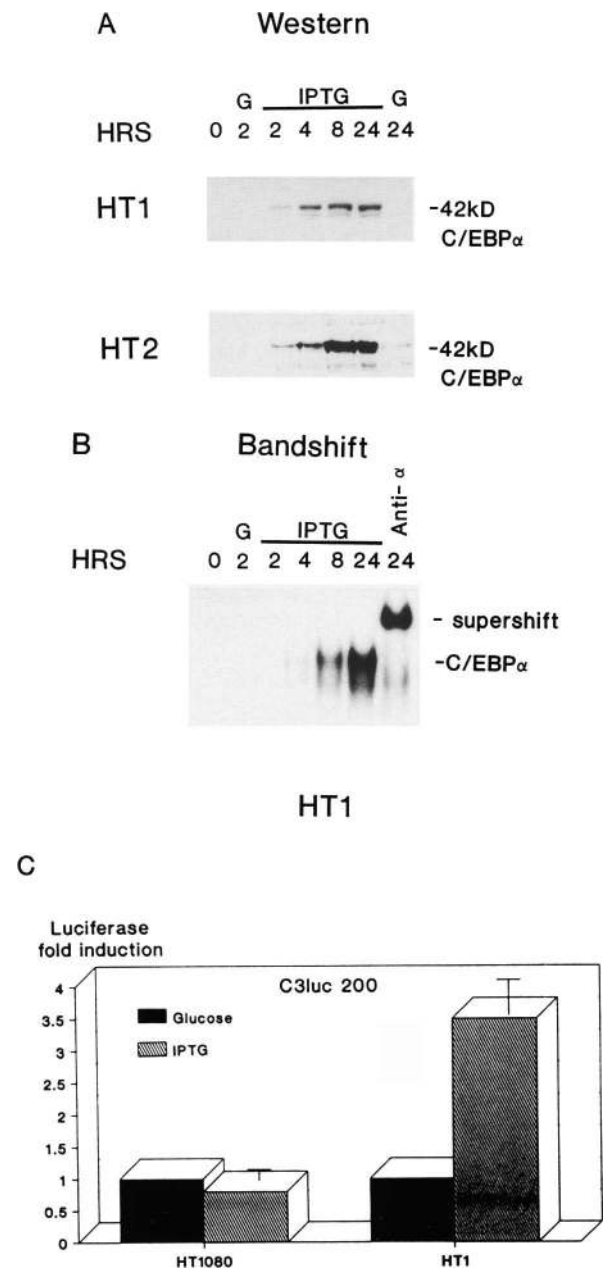 A Western
G IPTG G
HRS 0 2 2 4 8 24 24
HT1 -42kD
C/EBPα
HT2 -42kD
C/EBPα
B Bandshift
G IPTG Anti-α
HRS 0 2 2 4 8 24 24
- supershift
-C/EBPα
HT1
C
Luciferase
fold induction
C3luc 200
4
3.5
3
2.5
2
1.5
1
0.5
0
Glucose
IPTG
HT1080 HT1